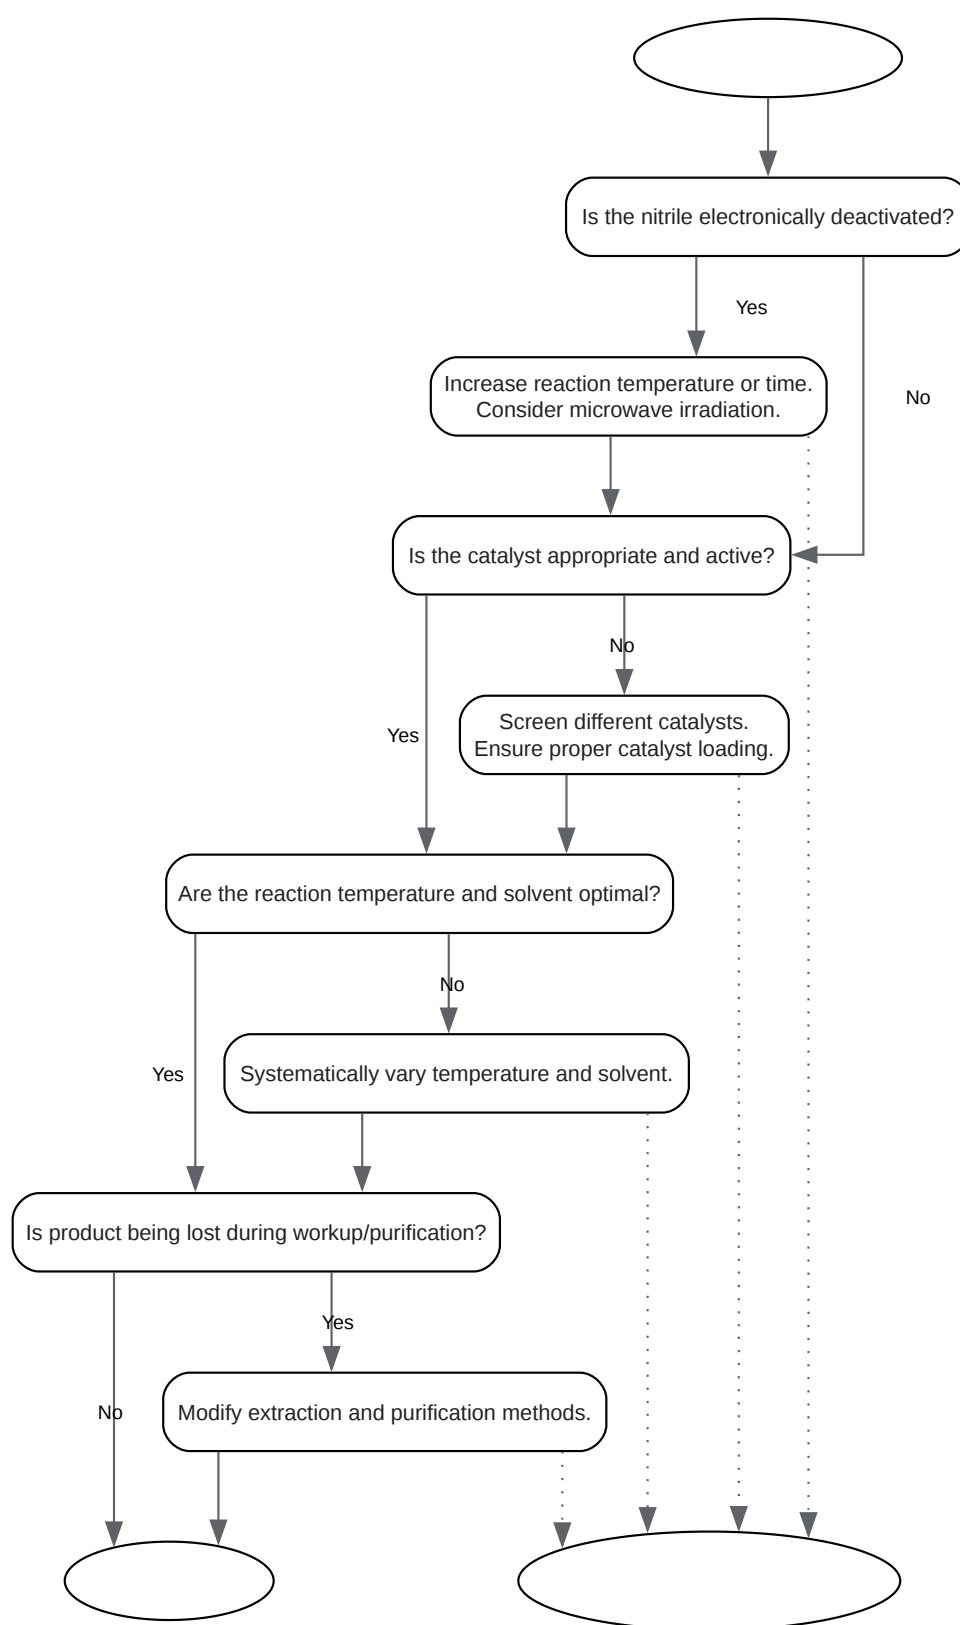 Is the nitrile electronically deactivated?
Yes
Increase reaction temperature or time.
Consider microwave irradiation.
No
Is the catalyst appropriate and active?
No
Screen different catalysts.
Ensure proper catalyst loading.
Yes
Are the reaction temperature and solvent optimal?
No
Systematically vary temperature and solvent.
Yes
Is product being lost during workup/purification?
Yes
Modify extraction and purification methods.
No